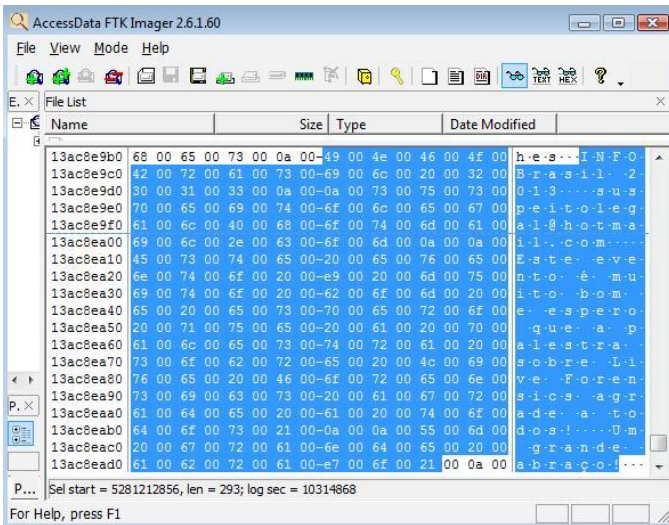 AccessData FTK Imager 2.6.1.60
File View Mode Help
E. × File List ×
Name Size Type Date Modified
13ac8e9b0 68 00 65 00 73 00 0a 00-49 00 4e 00 46 00 4f 00 h·e·s···I·N·F·O·
13ac8e9c0 42 00 72 00 61 00 73 00-69 00 6c 00 20 00 32 00 B·r·a·s·i·l· ·2·
13ac8e9d0 30 00 31 00 33 00 0a 00-0a 00 73 00 75 00 73 00 0·1·3·····s·u·s·
13ac8e9e0 70 00 65 00 69 00 74 00-6f 00 6c 00 65 00 67 00 p·e·i·t·o·l·e·g·
13ac8e9f0 61 00 6c 00 40 00 68 00-6f 00 74 00 6d 00 61 00 a·l·@·h·o·t·m·a·
13ac8ea00 69 00 6c 00 2e 00 63 00-6f 00 6d 00 0a 00 0a 00 i·l·.·c·o·m·····
13ac8ea10 45 00 73 00 74 00 65 00-20 00 65 00 76 00 65 00 E·s·t·e· ·e·v·e·
13ac8ea20 6e 00 74 00 6f 00 20 00-e9 00 20 00 6d 00 75 00 n·t·o· ·é· ·m·u·
13ac8ea30 69 00 74 00 6f 00 20 00-62 00 6f 00 6d 00 20 00 i·t·o· ·b·o·m· ·
13ac8ea40 65 00 20 00 65 00 73 00-70 00 65 00 72 00 6f 00 e· ·e·s·p·e·r·o·
13ac8ea50 20 00 71 00 75 00 65 00-20 00 61 00 20 00 70 00 ·q·u·e· ·a· ·p·
13ac8ea60 61 00 6c 00 65 00 73 00-74 00 72 00 61 00 20 00 a·l·e·s·t·r·a· ·
13ac8ea70 73 00 6f 00 62 00 72 00-65 00 20 00 4c 00 69 00 s·o·b·r·e· ·L·i·
13ac8ea80 76 00 65 00 20 00 46 00-6f 00 72 00 65 00 6e 00 v·e· ·F·o·r·e·n·
13ac8ea90 73 00 69 00 63 00 73 00-20 00 61 00 67 00 72 00 s·i·c·s· ·a·g·r·
13ac8eaa0 61 00 64 00 65 00 20 00-61 00 20 00 74 00 6f 00 a·d·e· ·a· ·t·o·
13ac8eab0 64 00 6f 00 73 00 21 00-0a 00 0a 00 55 00 6d 00 d·o·s·!·····U·m·
13ac8eac0 20 00 67 00 72 00 61 00-6e 00 64 00 65 00 20 00 ·g·r·a·n·d·e· ·
13ac8ead0 61 00 62 00 72 00 61 00-e7 00 6f 00 21 00 0a 00 a·b·r·a·ç·o·!···
P. ×
P... Sel start = 5281212856, len = 293; log sec = 10314868
For Help, press F1